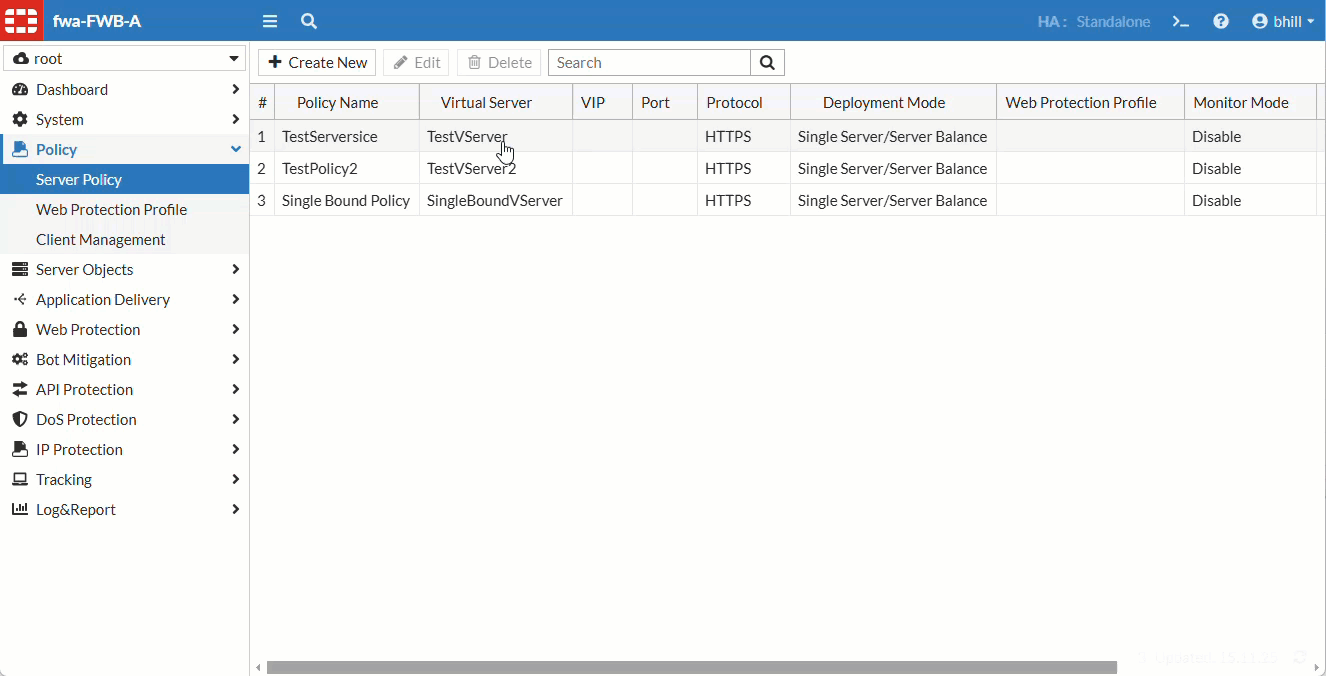 fwa-FWB-A HA: Standalone >_ ? bhill
root
Create New Edit Delete Search
Dashboard
System
Policy
Server Policy
Web Protection Profile
Client Management
Server Objects
Application Delivery
Web Protection
Bot Mitigation
API Protection
DoS Protection
IP Protection
Tracking
Log&Report
# Policy Name Virtual Server VIP Port Protocol Deployment Mode Web Protection Profile Monitor Mode
1 TestServersice TestVServer HTTPS Single Server/Server Balance Disable
2 TestPolicy2 TestVServer2 HTTPS Single Server/Server Balance Disable
3 Single Bound Policy SingleBoundVServer HTTPS Single Server/Server Balance Disable